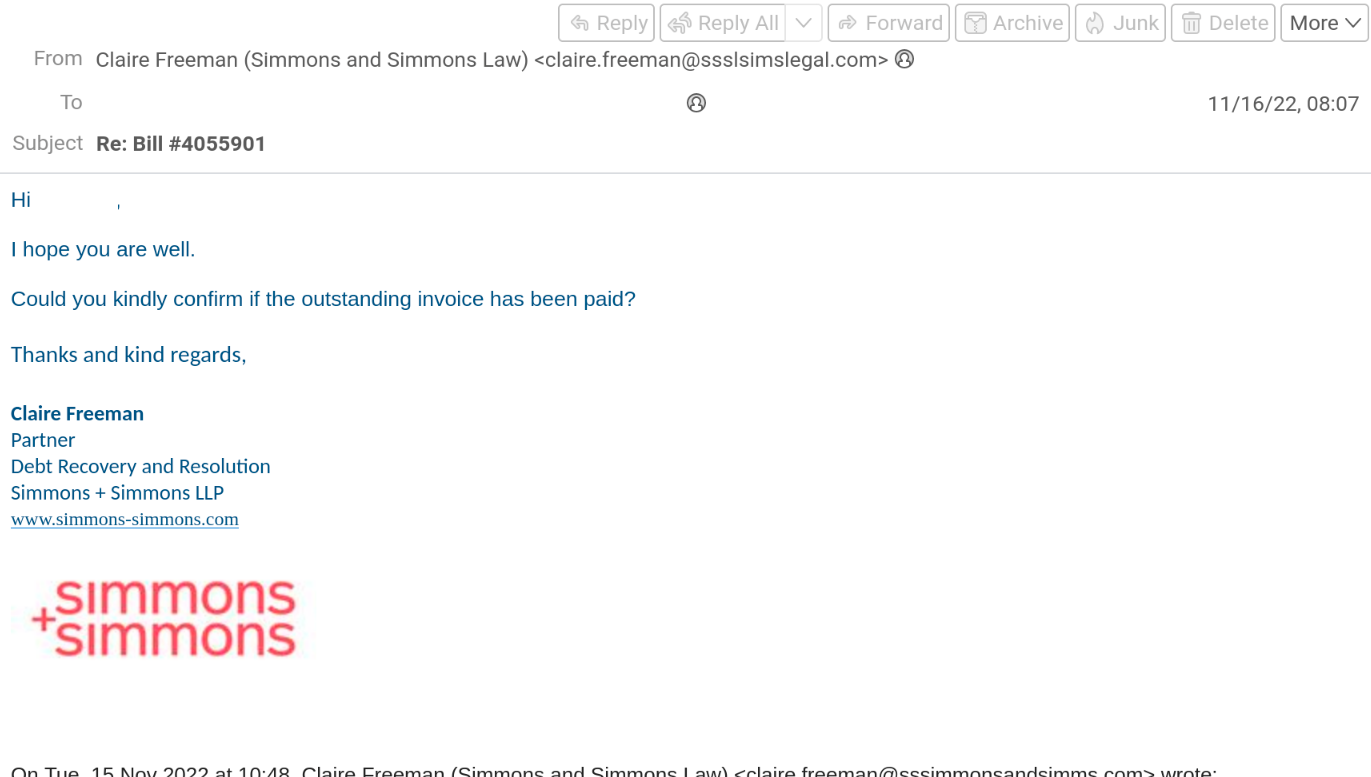 Reply Reply All Forward Archive Junk Delete More
From Claire Freeman (Simmons and Simmons Law) <claire.freeman@ssslsimslegal.com>
To 11/16/22, 08:07
Subject Re: Bill #4055901
Hi ,
I hope you are well.
Could you kindly confirm if the outstanding invoice has been paid?
Thanks and kind regards,
Claire Freeman
Partner
Debt Recovery and Resolution
Simmons + Simmons LLP
www.simmons-simmons.com
simmons
+simmons
On Tue, 15 Nov 2022 at 10:48, Claire Freeman (Simmons and Simmons Law) <claire.freeman@sssimmonsandsimms.com> wrote: